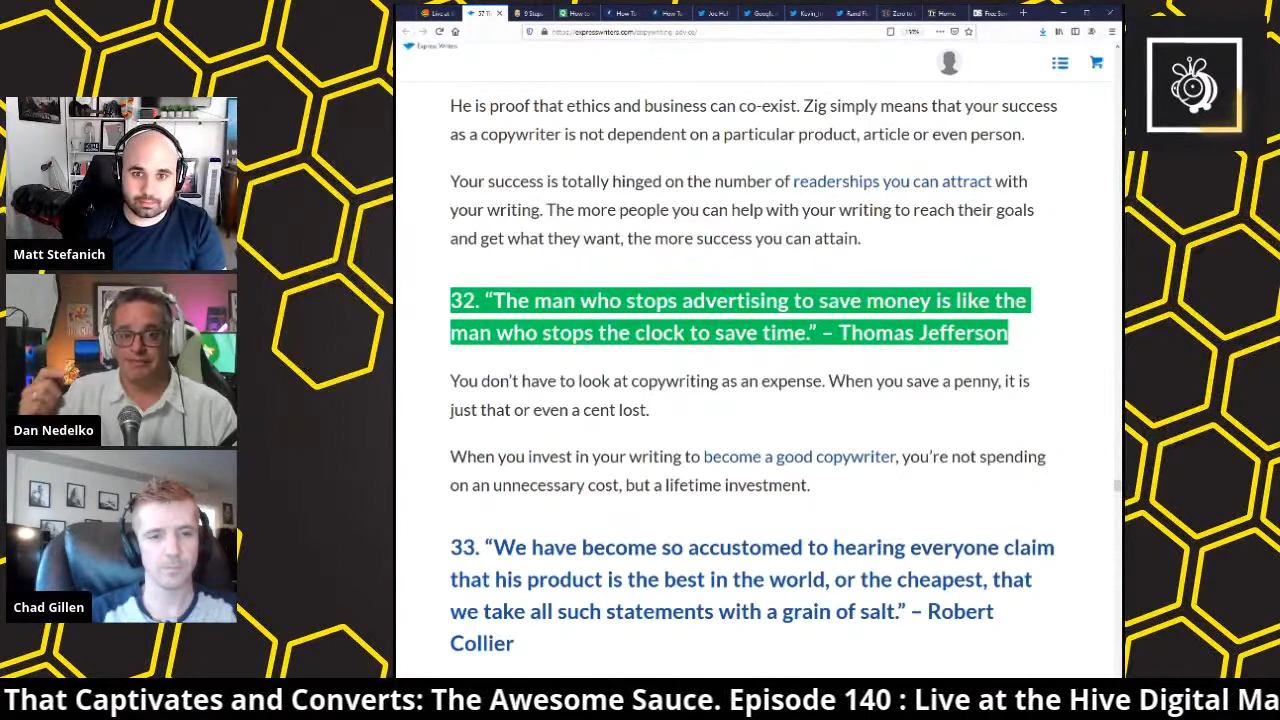 https://expresswriters.com/copywriting-advice/
Express Writers
He is proof that ethics and business can co-exist. Zig simply means that your success
as a copywriter is not dependent on a particular product, article or even person.
Your success is totally hinged on the number of readerships you can attract with
your writing. The more people you can help with your writing to reach their goals
and get what they want, the more success you can attain.
32. “The man who stops advertising to save money is like the
man who stops the clock to save time.” – Thomas Jefferson
You don’t have to look at copywriting as an expense. When you save a penny, it is
just that or even a cent lost.
When you invest in your writing to become a good copywriter, you’re not spending
on an unnecessary cost, but a lifetime investment.
33. “We have become so accustomed to hearing everyone claim
that his product is the best in the world, or the cheapest, that
we take all such statements with a grain of salt.” – Robert
Collier
Matt Stefanich
Dan Nedelko
Chad Gillen
That Captivates and Converts: The Awesome Sauce. Episode 140 : Live at the Hive Digital Ma